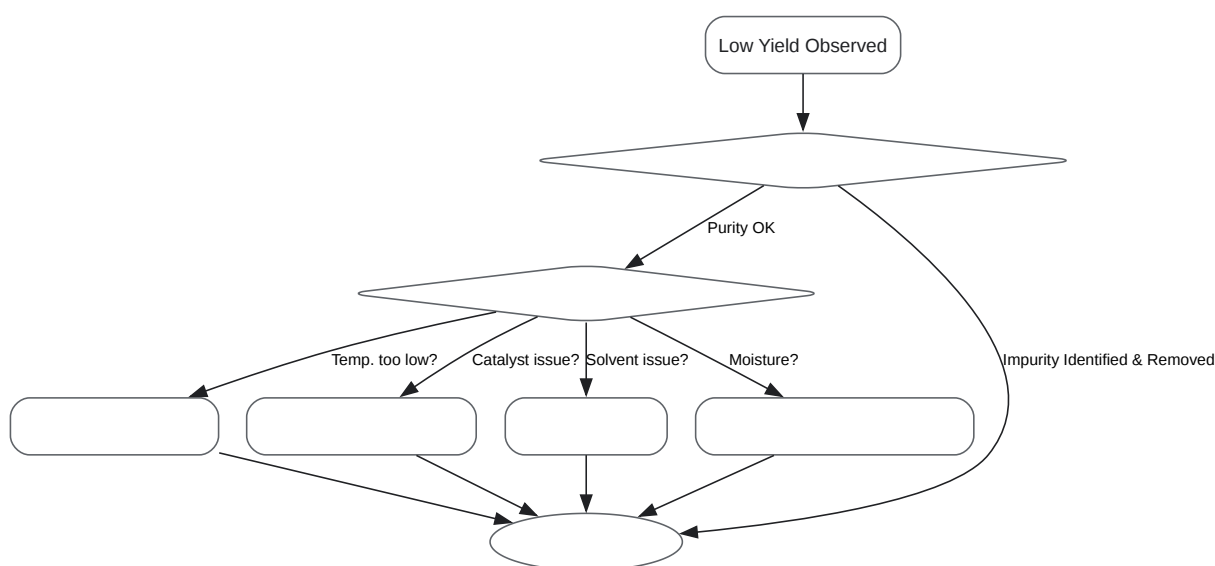 Low Yield Observed
Purity OK
Temp. too low?
Catalyst issue?
Solvent issue?
Moisture?
Impurity Identified & Removed